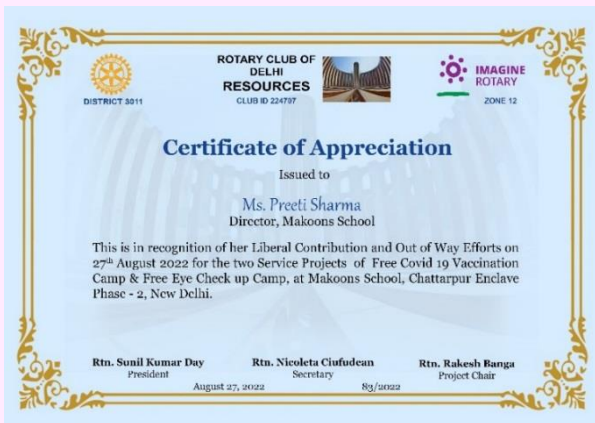 ROTARY CLUB OF
DELHI
RESOURCES
CLUB ID 224797
DISTRICT 3011
IMAGINE
ROTARY
ZONE 12
Certificate of Appreciation
Issued to
Ms. Preeti Sharma
Director, Makoons School
This is in recognition of her Liberal Contribution and Out of Way Efforts on
27th August 2022 for the two Service Projects of Free Covid 19 Vaccination
Camp & Free Eye Check up Camp, at Makoons School, Chattarpur Enclave
Phase - 2, New Delhi.
Rtn. Sunil Kumar Day Rtn. Nicoleta Ciufudean Rtn. Rakesh Banga
President Secretary Project Chair
August 27, 2022 83/2022